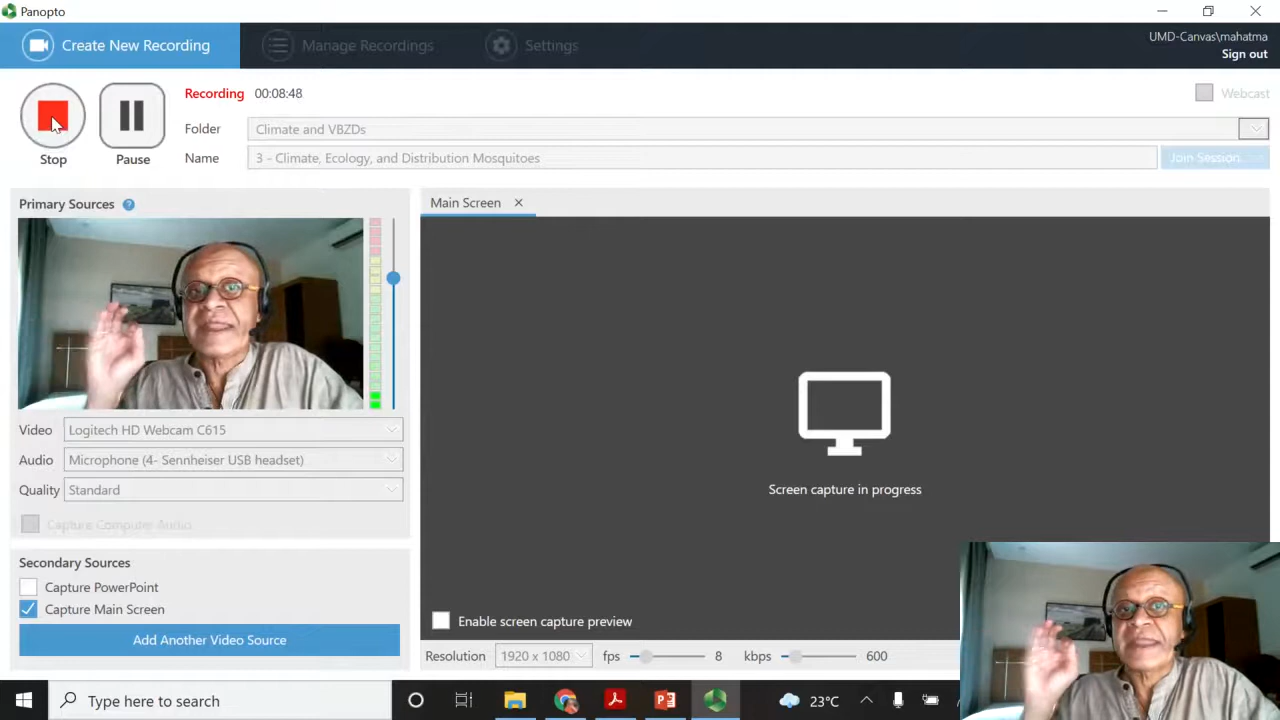 Panopto
Create New Recording
Manage Recordings
Settings
UMD-Canvas\mahatma
Sign out
Recording 00:08:48
Webcast
Folder Climate and VBZDs
Name 3 - Climate, Ecology, and Distribution Mosquitoes
Join Session
Stop
Pause
Primary Sources ?
Main Screen
Video Logitech HD Webcam C615
Audio Microphone (4- Sennheiser USB headset)
Quality Standard
Capture Computer Audio
Screen capture in progress
Secondary Sources
Capture PowerPoint
Capture Main Screen
Add Another Video Source
Enable screen capture preview
Resolution 1920 x 1080 fps 8 kbps 600
Type here to search
23°C